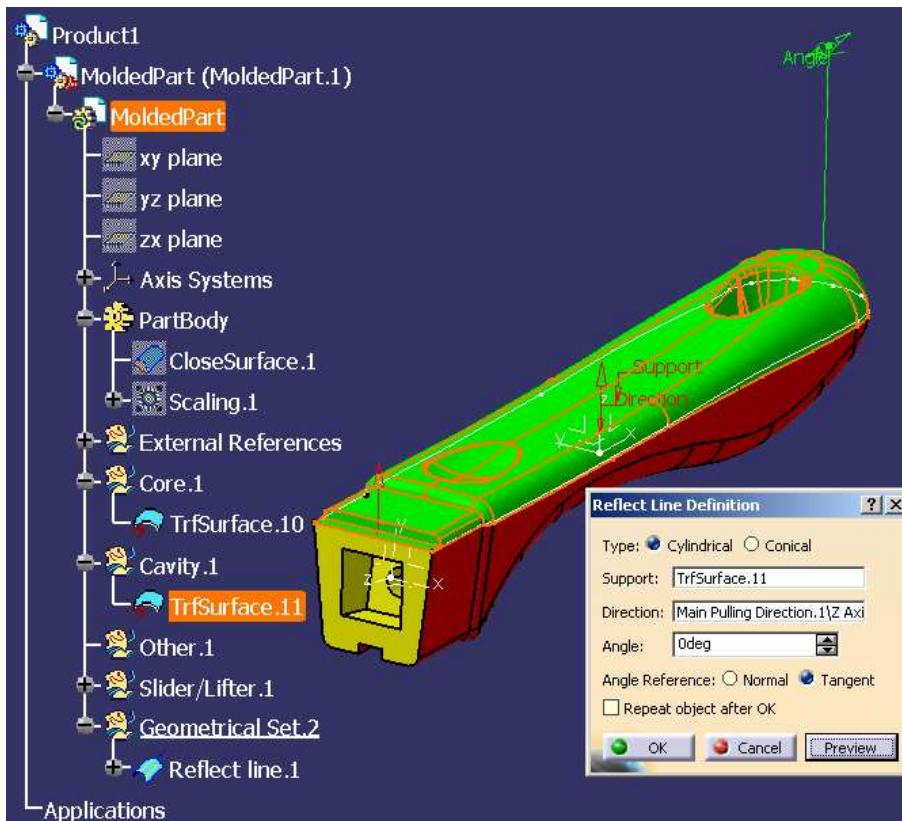 Product1
MoldedPart (MoldedPart.1)
MoldedPart
xy plane
yz plane
zx plane
Axis Systems
PartBody
CloseSurface.1
Scaling.1
External References
Core.1
TrfSurface.10
Cavity.1
TrfSurface.11
Other.1
Slider/Lifter.1
Geometrical Set.2
Reflect line.1
Applications
Angle
Support
Direction
z
y
x
y
z
x
Reflect Line Definition
Type: Cylindrical Conical
Support: TrfSurface.11
Direction: Main Pulling Direction.1\Z Axi
Angle: 0deg
Angle Reference: Normal Tangent
Repeat object after OK
OK Cancel Preview